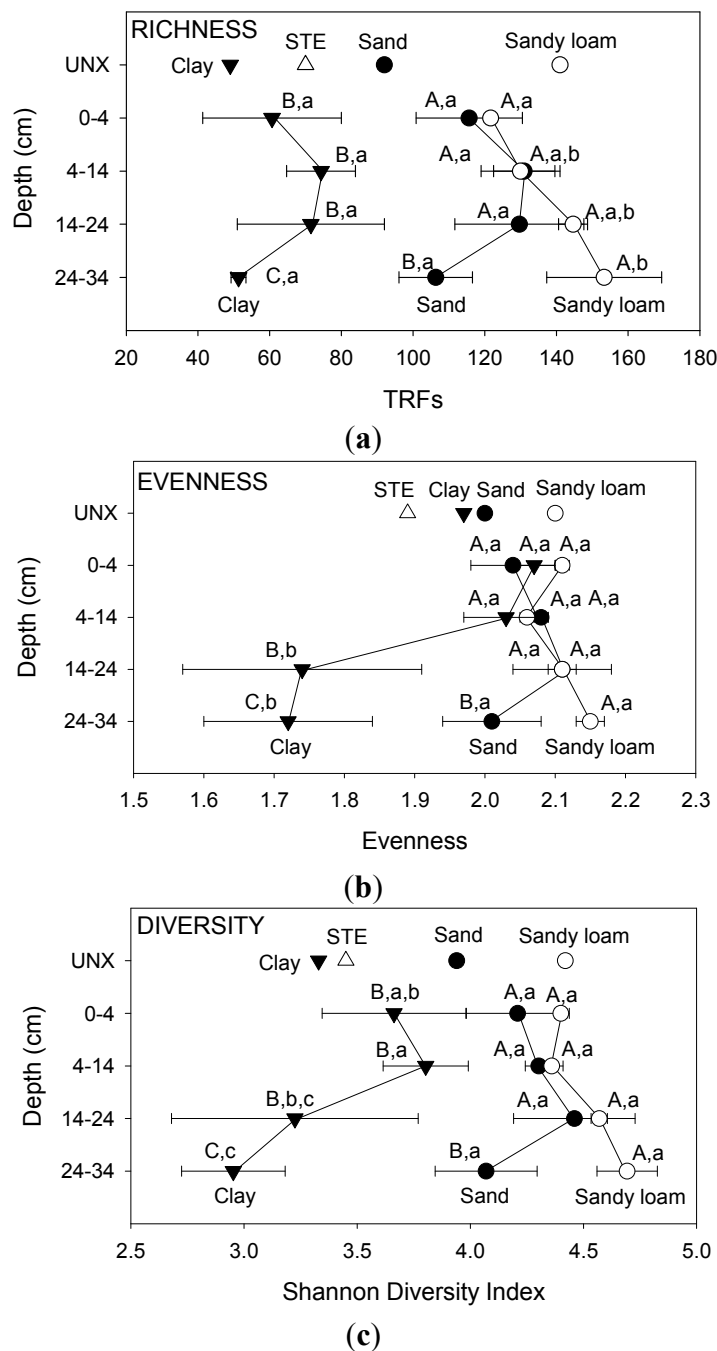 RICHNESS
STE Sand Sandy loam
UNX Clay
0-4 B,a A,a A,a
4-14 B,a A,a A,a,b
14-24 B,a A,a A,a,b
24-34 C,a B,a A,b
Clay Sand Sandy loam
Depth (cm)
20 40 60 80 100 120 140 160 180
TRFs
(a)
EVENNESS
STE Clay Sand Sandy loam
UNX
0-4 A,a A,a A,a
4-14 A,a A,a A,a
14-24 B,b A,a A,a
24-34 C,b B,a A,a
Clay Sand Sandy loam
Depth (cm)
1.5 1.6 1.7 1.8 1.9 2.0 2.1 2.2 2.3
Evenness
(b)
DIVERSITY
STE Sand Sandy loam
UNX Clay
0-4 B,a,b A,a A,a
4-14 B,a A,a A,a
14-24 B,b,c A,a A,a
24-34 C,c B,a A,a
Clay Sand Sandy loam
Depth (cm)
2.5 3.0 3.5 4.0 4.5 5.0
Shannon Diversity Index
(c)